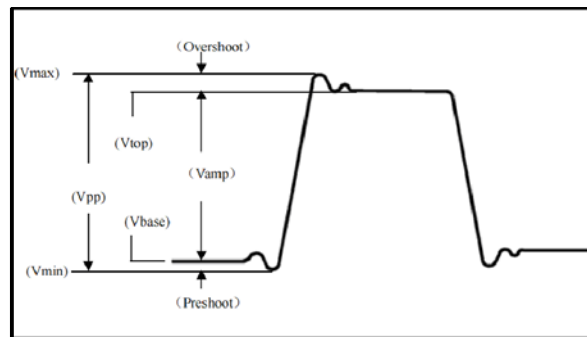 (Overshoot)
(Vmax)
(Vtop)
(Vamp)
(Vpp)
(Vbase)
(Vmin)
(Preshoot)